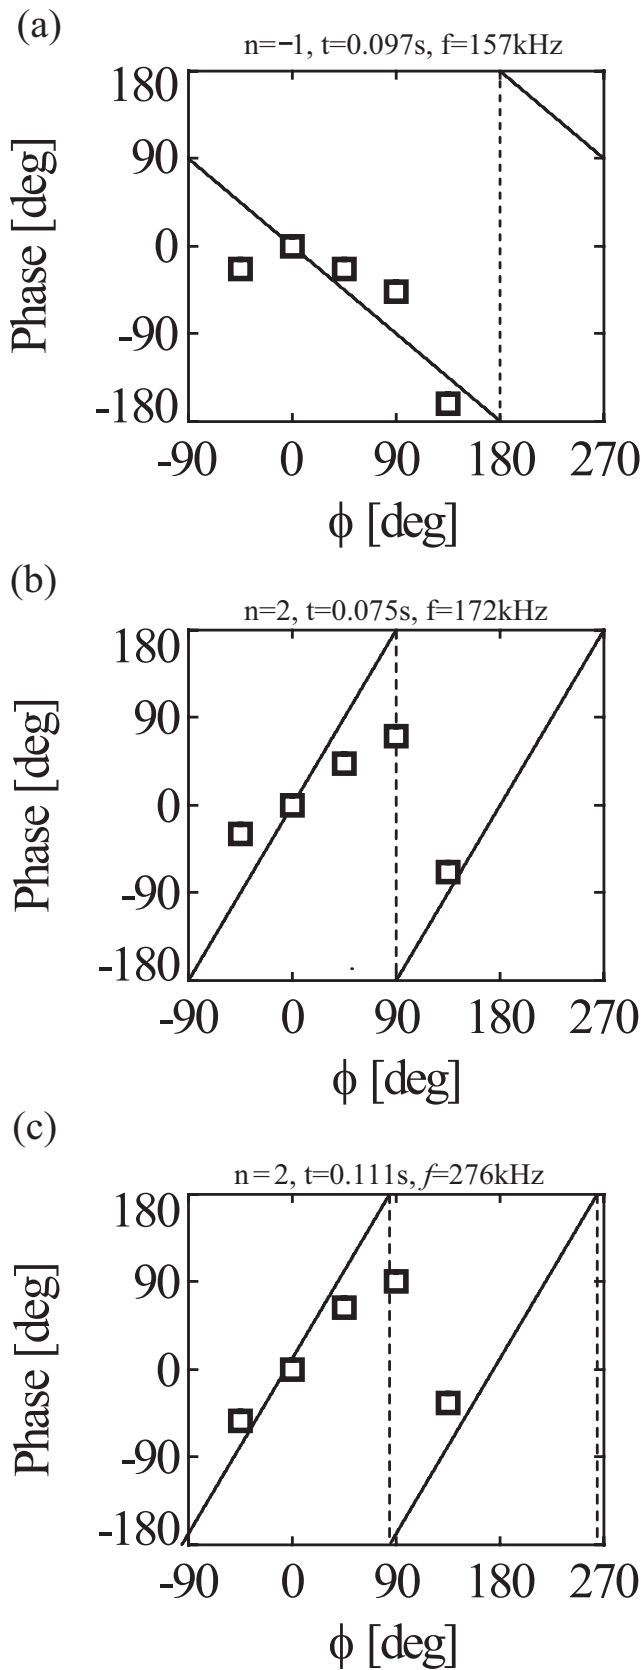 (a)
n=−1, t=0.097s, f=157kHz
180
90
0
-90
-180
Phase [deg]
-90 0 90 180 270
ϕ [deg]
(b)
n=2, t=0.075s, f=172kHz
180
90
0
-90
-180
Phase [deg]
-90 0 90 180 270
ϕ [deg]
(c)
n=2, t=0.111s, f=276kHz
180
90
0
-90
-180
Phase [deg]
-90 0 90 180 270
ϕ [deg]